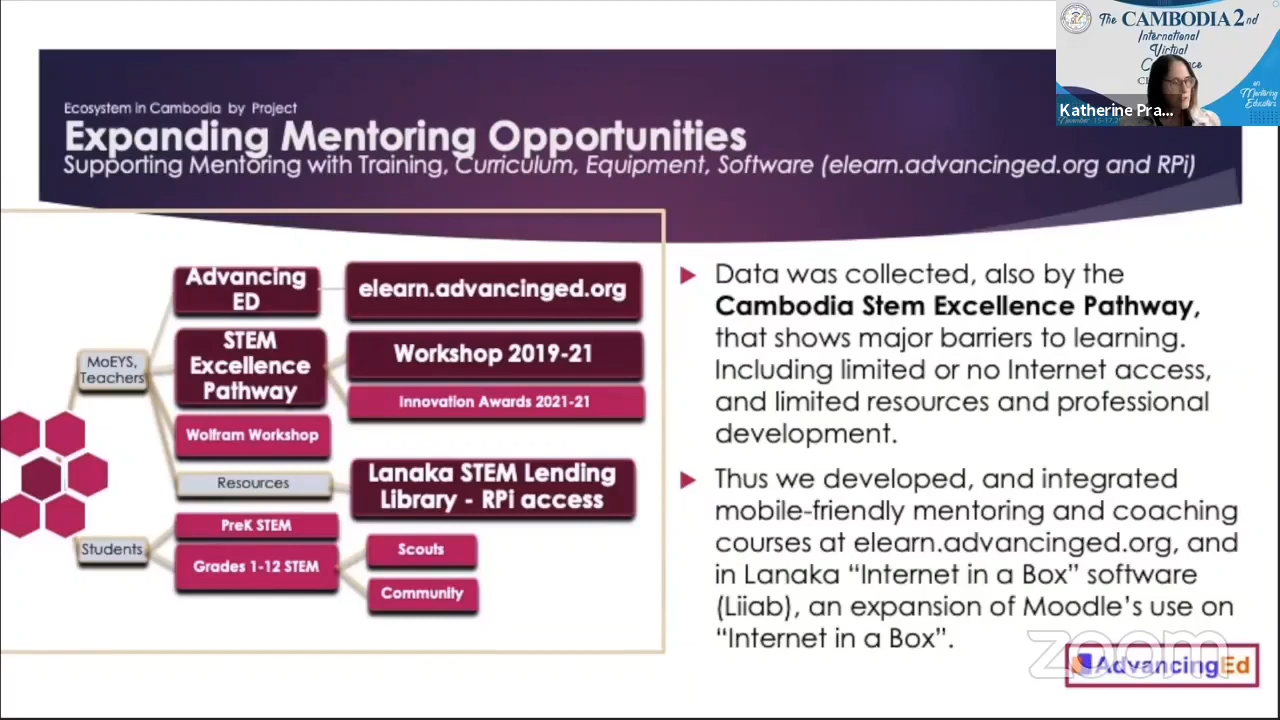 The CAMBODIA 2nd
International
Virtual
on
Mentoring
Educators
Katherine Pra...
November 15-17,
Ecosystem in Cambodia by Project
Expanding Mentoring Opportunities
Supporting Mentoring with Training, Curriculum, Equipment, Software (elearn.advancinged.org and RPi)
Advancing
ED
elearn.advancinged.org
MoEYS,
Teachers
STEM
Excellence
Pathway
Workshop 2019-21
Innovation Awards 2021-21
Wolfram Workshop
Resources
Lanaka STEM Lending
Library - RPi access
Students
PreK STEM
Grades 1-12 STEM
Scouts
Community
Data was collected, also by the
Cambodia Stem Excellence Pathway,
that shows major barriers to learning.
Including limited or no Internet access,
and limited resources and professional
development.
Thus we developed, and integrated
mobile-friendly mentoring and coaching
courses at elearn.advancinged.org, and
in Lanaka “Internet in a Box” software
(Liiab), an expansion of Moodle’s use on
“Internet in a Box”.
zoom
AdvancingEd